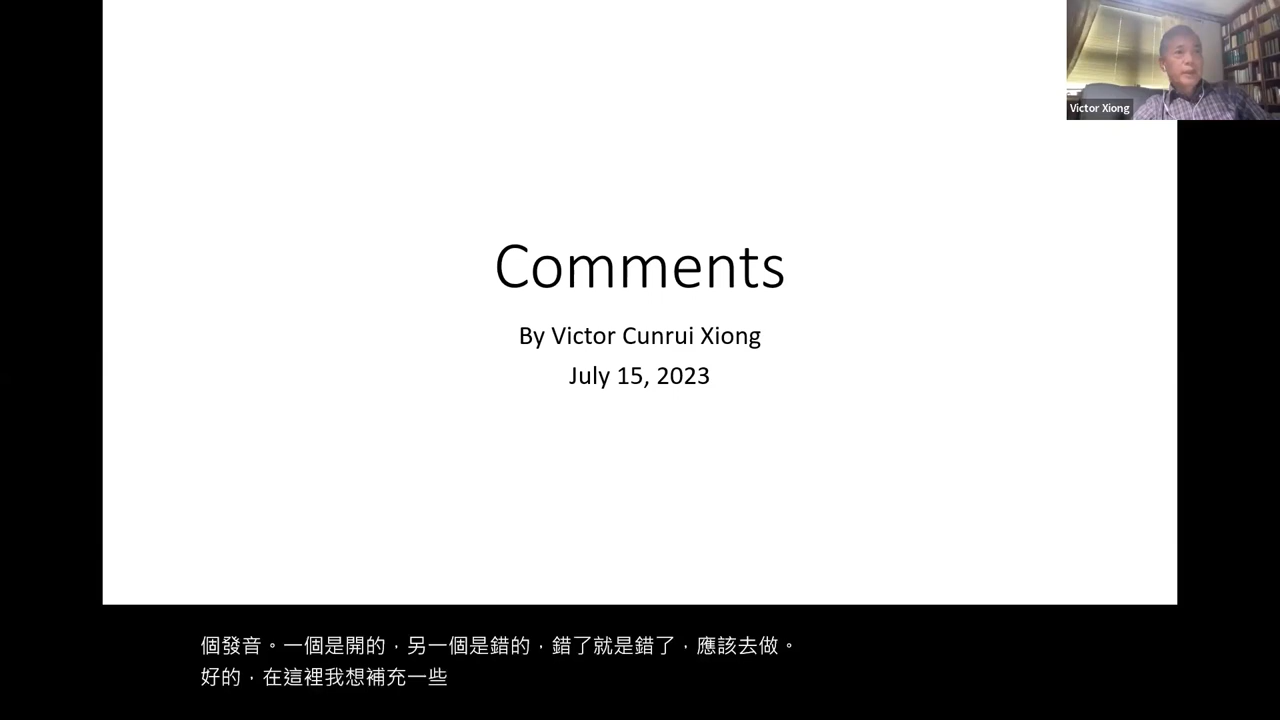 Victor Xiong
Comments
By Victor Cunrui Xiong
July 15, 2023
個發音。一個是開的，另一個是錯的，錯了就是錯了，應該去做。
好的，在這裡我想補充一些